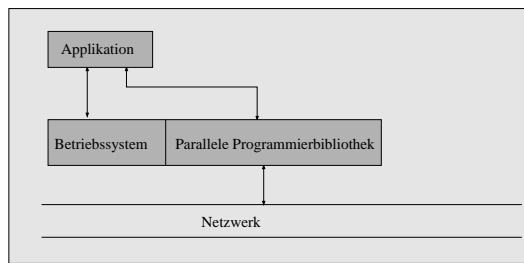 Applikation
Betriebssystem
Parallele Programmierbibliothek
Netzwerk